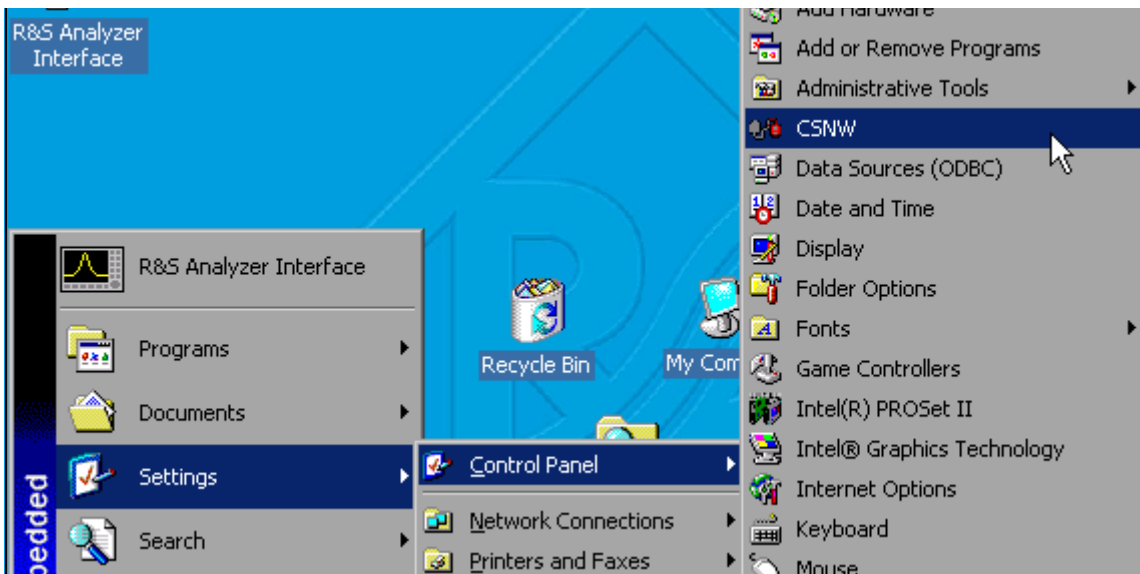 R&S Analyzer
Interface
R&S Analyzer Interface
Programs
Documents
Settings
Search
bedded
Recycle Bin
My Com
Control Panel
Network Connections
Printers and Faxes
Add Hardware
Add or Remove Programs
Administrative Tools
CSNW
Data Sources (ODBC)
Date and Time
Display
Folder Options
Fonts
Game Controllers
Intel(R) PROSet II
Intel® Graphics Technology
Internet Options
Keyboard
Mouse